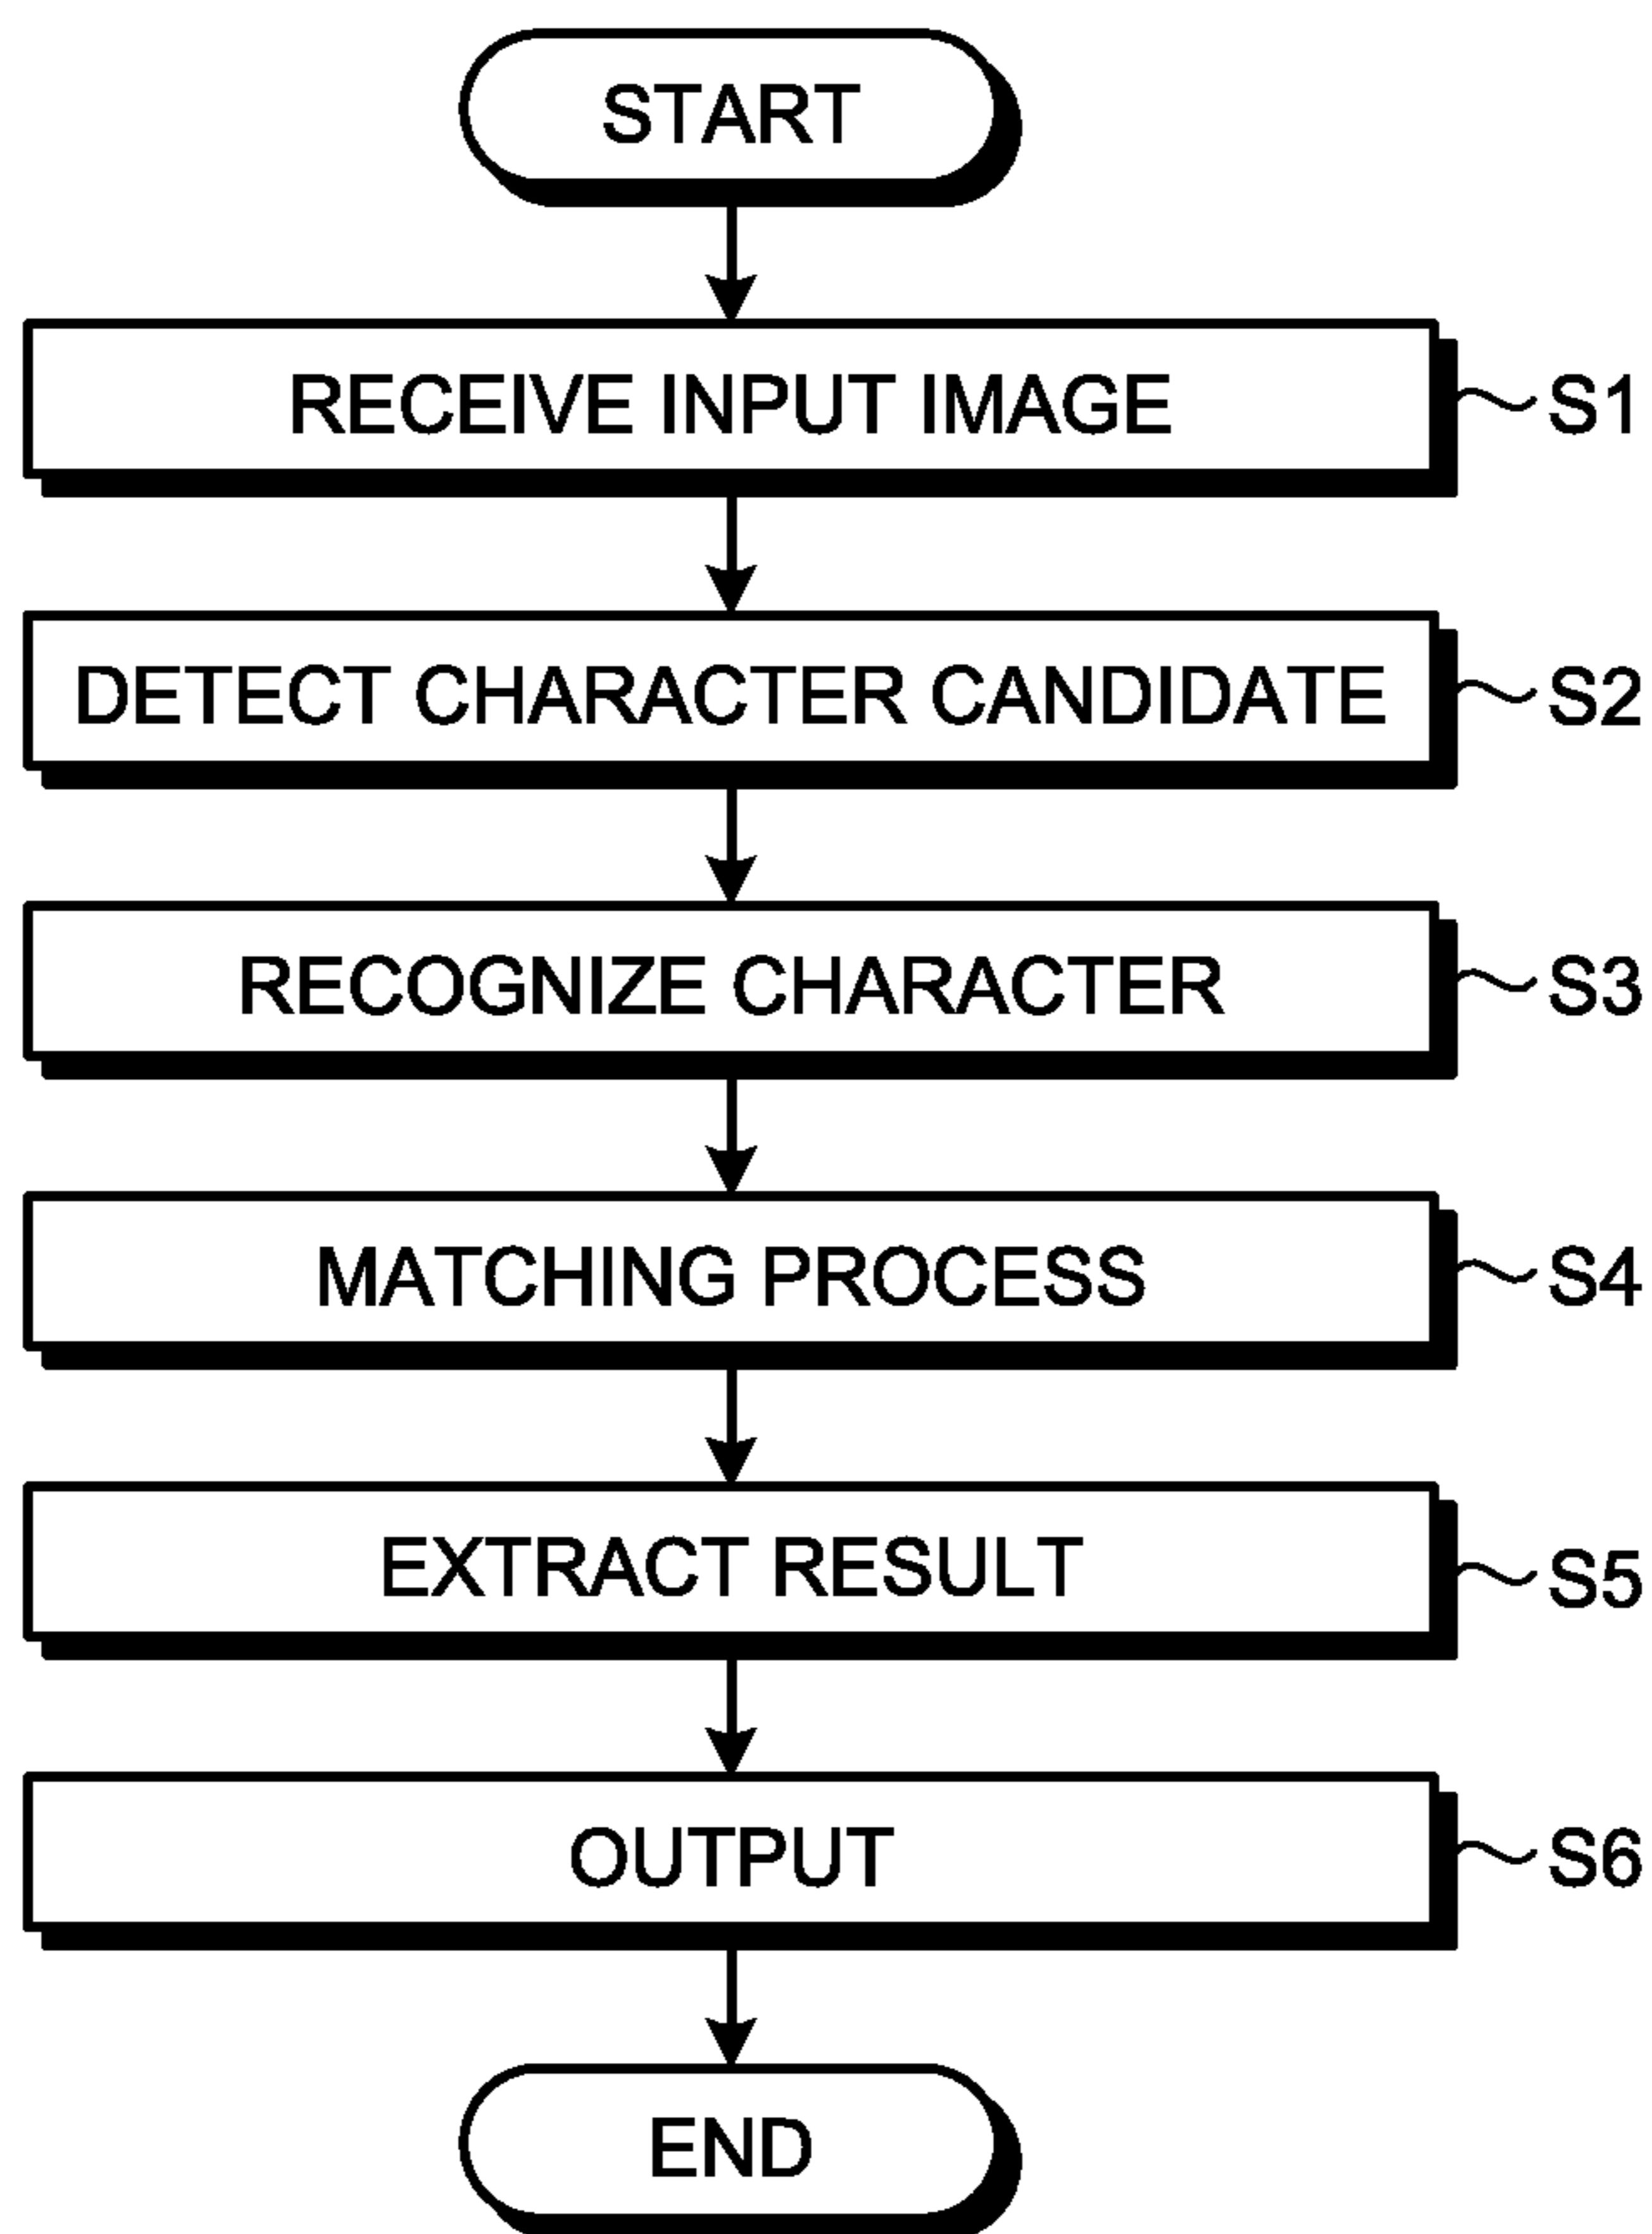 START
RECEIVE INPUT IMAGE S1
DETECT CHARACTER CANDIDATE S2
RECOGNIZE CHARACTER S3
MATCHING PROCESS S4
EXTRACT RESULT S5
OUTPUT S6
END